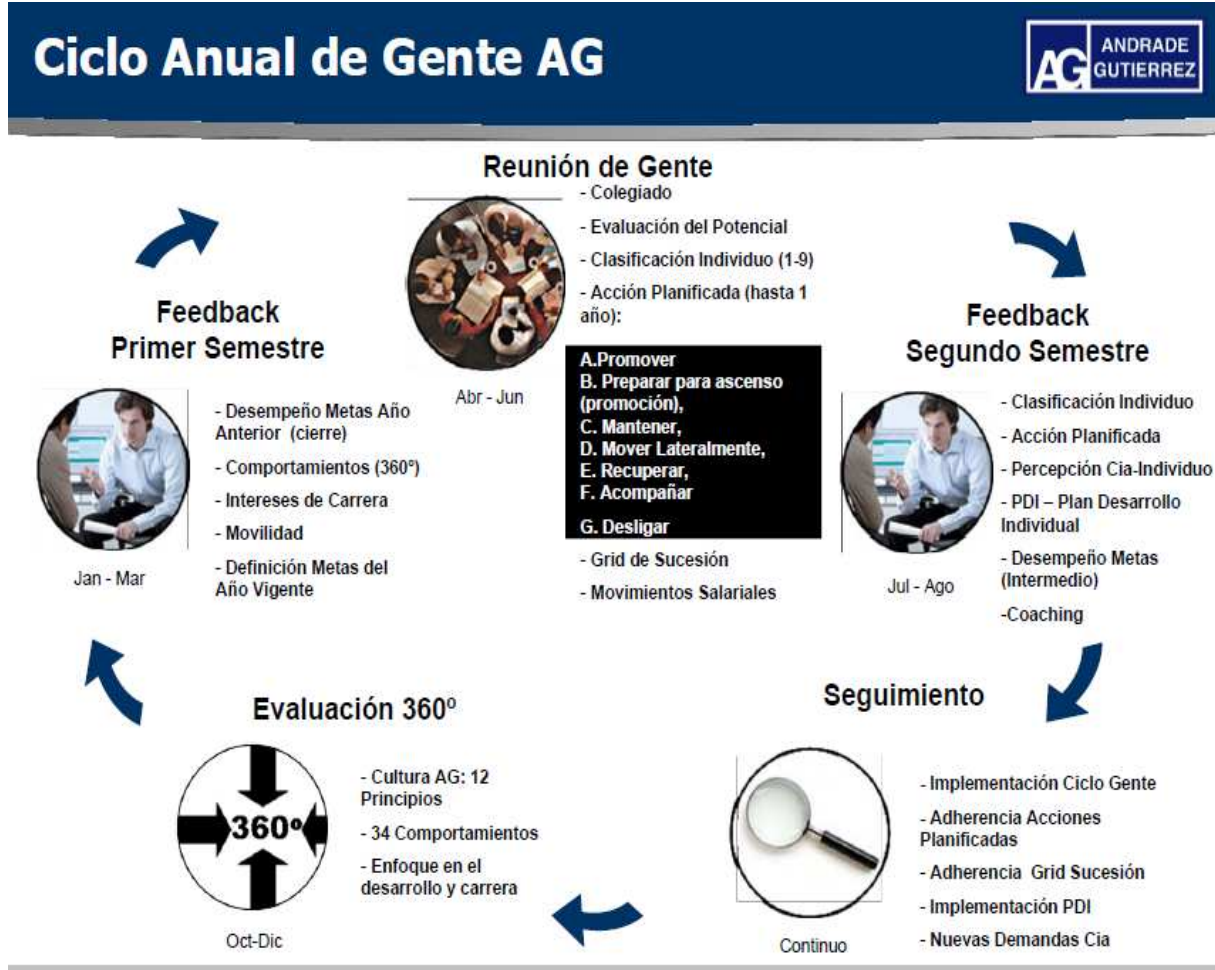 Ciclo Anual de Gente AG
AG
ANDRADE
GUTIERREZ
Reunión de Gente
- Colegiado
- Evaluación del Potencial
- Clasificación Individuo (1-9)
- Acción Planificada (hasta 1
año):
A.Promover
B. Preparar para ascenso
(promoción),
C. Mantener,
D. Mover Lateralmente,
E. Recuperar,
F. Acompañar
G. Desligar
- Grid de Sucesión
- Movimientos Salariales
Abr - Jun
Feedback
Segundo Semestre
- Clasificación Individuo
- Acción Planificada
- Percepción Cia-Individuo
- PDI – Plan Desarrollo
Individual
- Desempeño Metas
(Intermedio)
-Coaching
Jul - Ago
Seguimiento
- Implementación Ciclo Gente
- Adherencia Acciones
Planificadas
- Adherencia Grid Sucesión
- Implementación PDI
- Nuevas Demandas Cia
Continuo
Evaluación 360º
360º
- Cultura AG: 12
Principios
- 34 Comportamientos
- Enfoque en el
desarrollo y carrera
Oct-Dic
Feedback
Primer Semestre
- Desempeño Metas Año
Anterior (cierre)
- Comportamientos (360°)
- Intereses de Carrera
- Movilidad
- Definición Metas del
Año Vigente
Jan - Mar